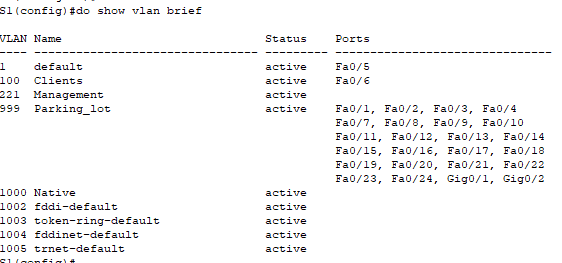 S1(config)#do show vlan brief
VLAN Name                             Status    Ports
---- -------------------------------- --------- -------------------------------
1    default                          active    Fa0/5
100  Clients                          active    Fa0/6
221  Management                       active
999  Parking_lot                      active    Fa0/1, Fa0/2, Fa0/3, Fa0/4
                                                Fa0/7, Fa0/8, Fa0/9, Fa0/10
                                                Fa0/11, Fa0/12, Fa0/13, Fa0/14
                                                Fa0/15, Fa0/16, Fa0/17, Fa0/18
                                                Fa0/19, Fa0/20, Fa0/21, Fa0/22
                                                Fa0/23, Fa0/24, Gig0/1, Gig0/2
1000 Native                           active
1002 fddi-default                     active
1003 token-ring-default               active
1004 fddinet-default                  active
1005 trnet-default                    active
S1(config)#